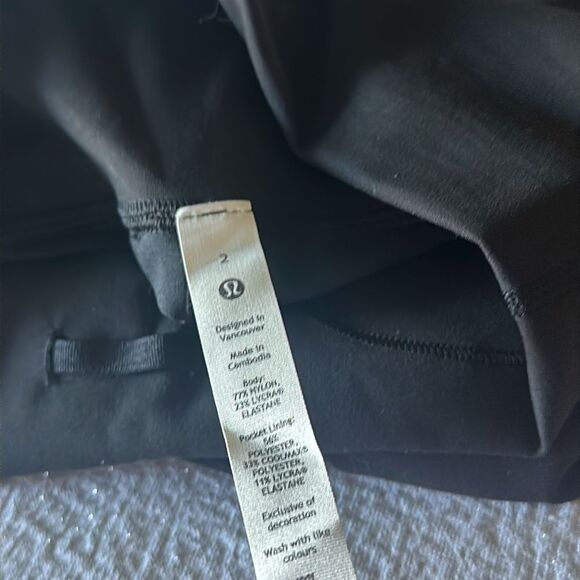 2
Designed in
Vancouver
Made in
Cambodia
Body:
77% NYLON,
23% LYCRA®
ELASTANE
Pocket Lining:
56%
POLYESTER,
33% COOLMAX®
POLYESTER,
11% LYCRA®
ELASTANE
Exclusive of
decoration
Wash with like
colours